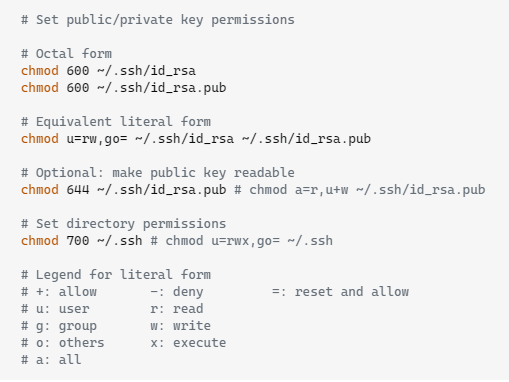 # Set public/private key permissions
# Octal form
chmod 600 ~/.ssh/id_rsa
chmod 600 ~/.ssh/id_rsa.pub
# Equivalent literal form
chmod u=rw,go= ~/.ssh/id_rsa ~/.ssh/id_rsa.pub
# Optional: make public key readable
chmod 644 ~/.ssh/id_rsa.pub # chmod a=r,u+w ~/.ssh/id_rsa.pub
# Set directory permissions
chmod 700 ~/.ssh # chmod u=rwx,go= ~/.ssh
# Legend for literal form
# +: allow       -: deny         =: reset and allow
# u: user        r: read
# g: group       w: write
# o: others      x: execute
# a: all